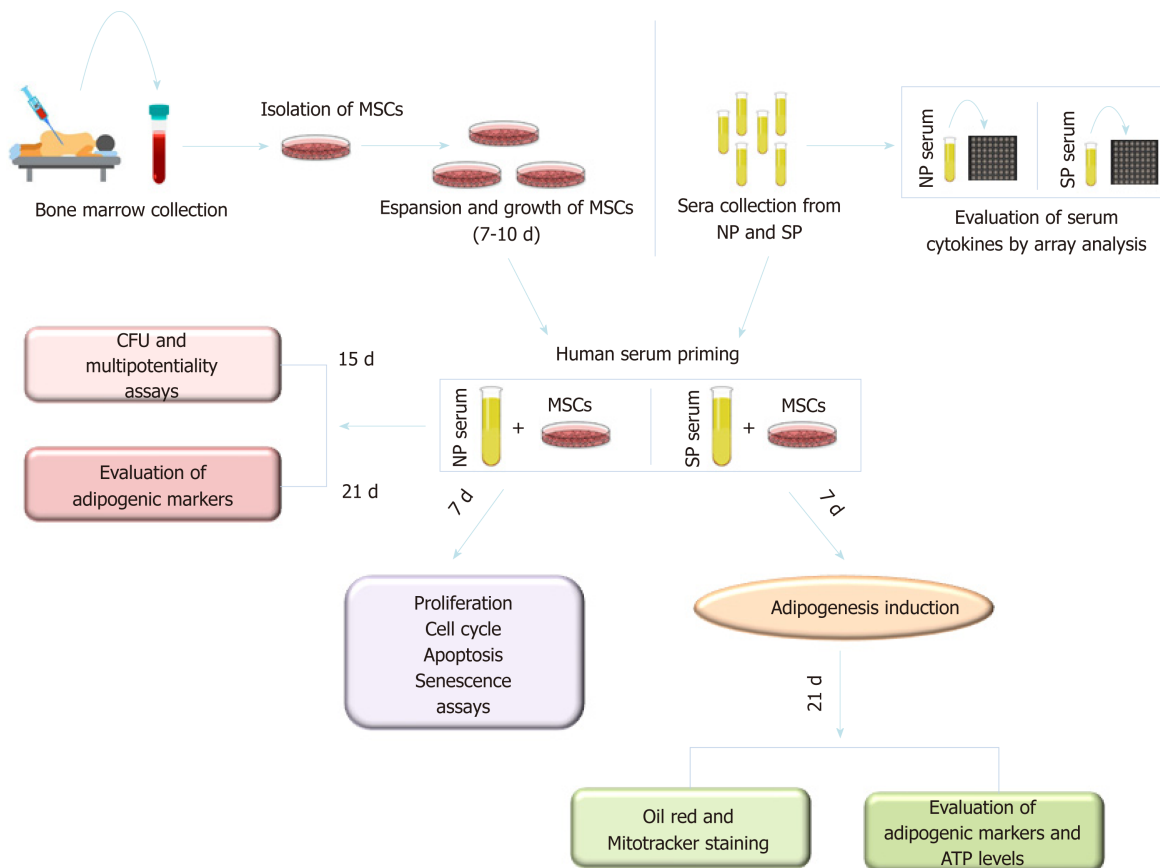 Bone marrow collection
Isolation of MSCs
Espansion and growth of MSCs
(7-10 d)
Sera collection from
NP and SP
NP serum
SP serum
Evaluation of serum
cytokines by array analysis
Human serum priming
NP serum
+
MSCs
SP serum
+
MSCs
CFU and
multipotentiality
assays
15 d
Evaluation of
adipogenic markers
21 d
7 d
7 d
Proliferation
Cell cycle
Apoptosis
Senescence
assays
Adipogenesis induction
21 d
Oil red and
Mitotracker staining
Evaluation of
adipogenic markers and
ATP levels